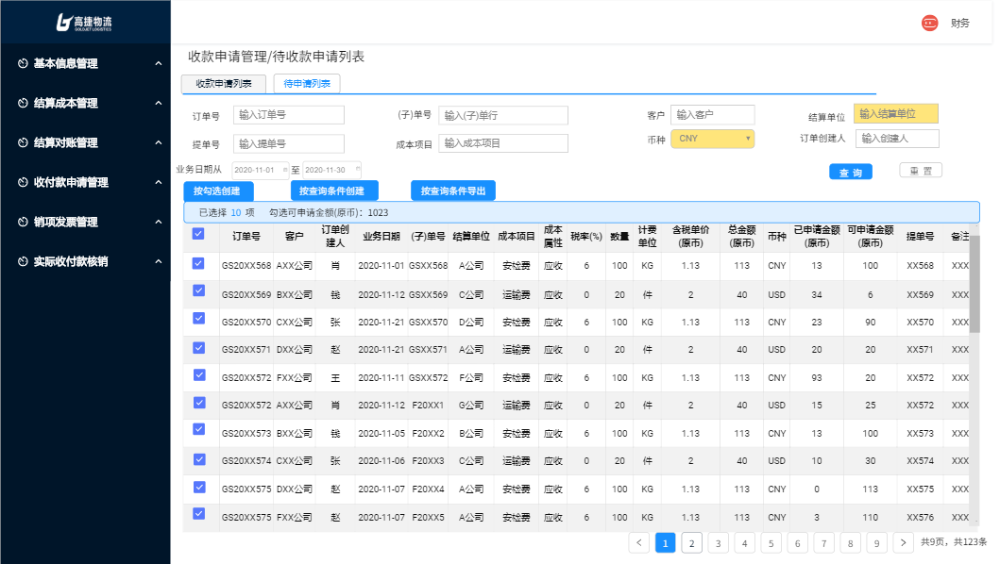 高捷物流
GOLDJET LOGISTICS
财务
基本信息管理
结算成本管理
结算对账管理
收付款申请管理
销项发票管理
实际收付款核销
收款申请管理/待收款申请列表
收款申请列表 待申请列表
订单号 输入订单号 (子)单号 输入(子)单行 客户 输入客户 结算单位 输入结算单位
提单号 输入提单号 成本项目 输入成本项目 币种 CNY 订单创建人 输入创建人
业务日期从 2020-11-01 至 2020-11-30 查 询 重 置
按勾选创建 按查询条件创建 按查询条件导出
已选择 10 项 勾选可申请金额(原币)：1023
订单号 客户 订单创建人 业务日期 (子)单号 结算单位 成本项目 成本属性 税率(%) 数量 计费单位 含税单价(原币) 总金额(原币) 币种 已申请金额(原币) 可申请金额(原币) 提单号 备注
GS20XX568 AXX公司 肖 2020-11-01 GSXX568 A公司 安检费 应收 6 100 KG 1.13 113 CNY 13 100 XX568 XXX
GS20XX569 BXX公司 钱 2020-11-12 GSXX569 C公司 运输费 应收 0 20 件 2 40 USD 34 6 XX569 XXX
GS20XX570 CXX公司 张 2020-11-21 GSXX570 D公司 安检费 应收 6 100 KG 1.13 113 CNY 23 90 XX570 XXX
GS20XX571 DXX公司 赵 2020-11-21 GSXX571 A公司 运输费 应收 0 20 件 2 40 USD 20 20 XX571 XXX
GS20XX572 FXX公司 王 2020-11-11 GSXX572 F公司 安检费 应收 6 100 KG 1.13 113 CNY 93 20 XX572 XXX
GS20XX572 AXX公司 肖 2020-11-12 F20XX1 G公司 运输费 应收 0 20 件 2 40 USD 15 25 XX572 XXX
GS20XX573 BXX公司 钱 2020-11-05 F20XX2 B公司 安检费 应收 6 100 KG 1.13 113 CNY 13 100 XX573 XXX
GS20XX574 CXX公司 张 2020-11-06 F20XX3 C公司 运输费 应收 0 20 件 2 40 USD 10 30 XX574 XXX
GS20XX575 DXX公司 赵 2020-11-07 F20XX4 A公司 安检费 应收 6 100 KG 1.13 113 CNY 0 113 XX575 XXX
GS20XX575 FXX公司 赵 2020-11-07 F20XX5 A公司 安检费 应收 6 100 KG 1.13 113 CNY 3 110 XX576 XXX
< 1 2 3 4 5 6 7 8 9 > 共9页，共123条